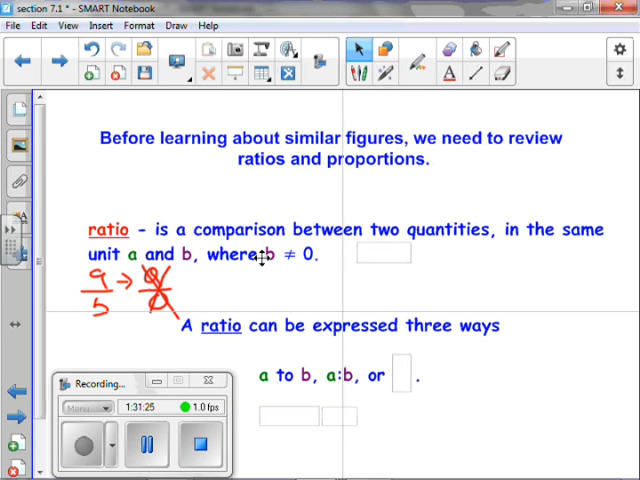 section 7.1 * - SMART Notebook
File Edit View Insert Format Tools Draw Help
Before learning about similar figures, we need to review
ratios and proportions.
ratio - is a comparison between two quantities, in the same
unit a and b, where b ≠ 0.
A ratio can be expressed three ways
a to b, a:b, or .
Recording...
Menu
1:31:25
1.0 fps